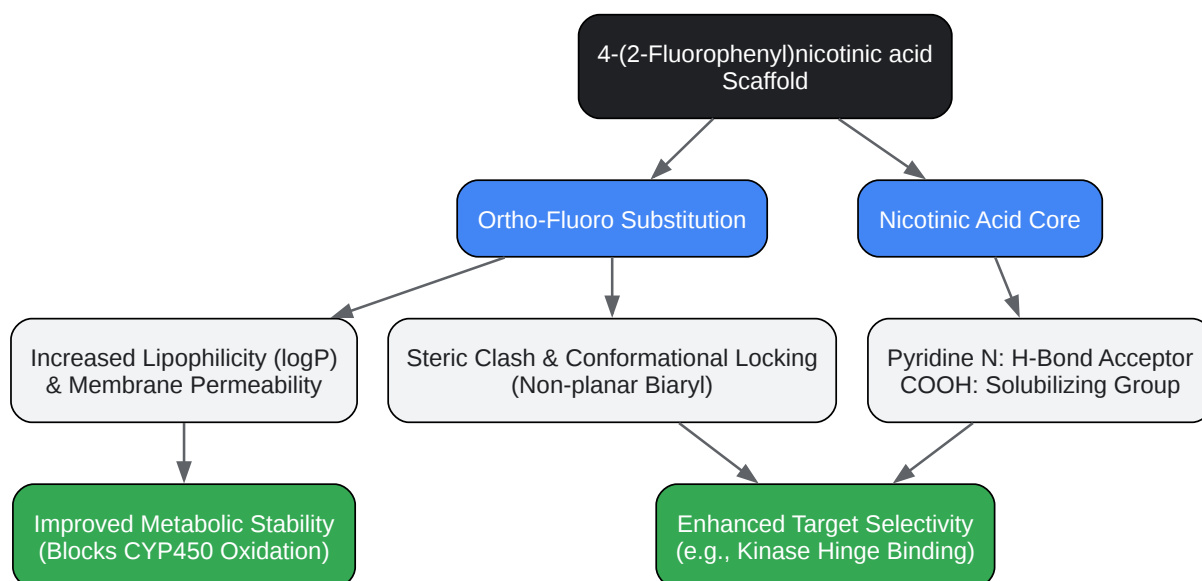 4-(2-Fluorophenyl)nicotinic acid
Scaffold
Ortho-Fluoro Substitution
Nicotinic Acid Core
Increased Lipophilicity (logP)
& Membrane Permeability
Steric Clash & Conformational Locking
(Non-planar Biaryl)
Pyridine N: H-Bond Acceptor
COOH: Solubilizing Group
Improved Metabolic Stability
(Blocks CYP450 Oxidation)
Enhanced Target Selectivity
(e.g., Kinase Hinge Binding)